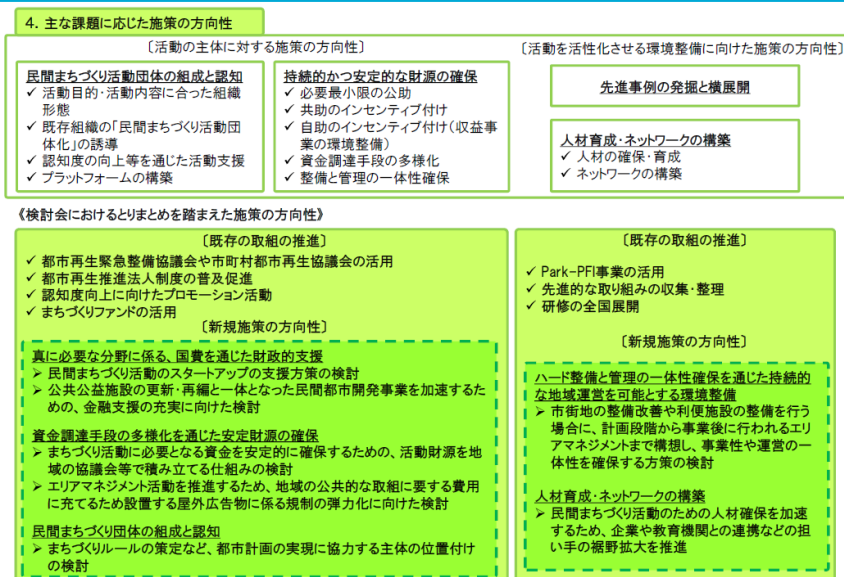 4．主な課題に応じた施策の方向性
〔活動の主体に対する施策の方向性〕
民間まちづくり活動団体の組成と認知
✓ 活動目的・活動内容に合った組織
形態
✓ 既存組織の「民間まちづくり活動団
体化」の誘導
✓ 認知度の向上等を通じた活動支援
✓ プラットフォームの構築
持続的かつ安定的な財源の確保
✓ 必要最小限の公助
✓ 共助のインセンティブ付け
✓ 自助のインセンティブ付け（収益事
業の環境整備）
✓ 資金調達手段の多様化
✓ 整備と管理の一体性確保
〔活動を活性化させる環境整備に向けた施策の方向性〕
先進事例の発掘と横展開
人材育成・ネットワークの構築
✓ 人材の確保・育成
✓ ネットワークの構築
《検討会におけるとりまとめを踏まえた施策の方向性》
〔既存の取組の推進〕
✓ 都市再生緊急整備協議会や市町村都市再生協議会の活用
✓ 都市再生推進法人制度の普及促進
✓ 認知度向上に向けたプロモーション活動
✓ まちづくりファンドの活用
〔新規施策の方向性〕
真に必要な分野に係る、国費を通じた財政的支援
➢ 民間まちづくり活動のスタートアップの支援方策の検討
➢ 公共公益施設の更新・再編と一体となった民間都市開発事業を加速するた
めの、金融支援の充実に向けた検討
資金調達手段の多様化を通じた安定財源の確保
➢ まちづくり活動に必要となる資金を安定的に確保するための、活動財源を地
域の協議会等で積み立てる仕組みの検討
➢ エリアマネジメント活動を推進するため、地域の公共的な取組に要する費用
に充てるため設置する屋外広告物に係る規制の弾力化に向けた検討
民間まちづくり団体の組成と認知
➢ まちづくりルールの策定など、都市計画の実現に協力する主体の位置付け
の検討
〔既存の取組の推進〕
✓ Park-PFI事業の活用
✓ 先進的な取り組みの収集・整理
✓ 研修の全国展開
〔新規施策の方向性〕
ハード整備と管理の一体性確保を通じた持続的
な地域運営を可能とする環境整備
➢ 市街地の整備改善や利便施設の整備を行う
場合に、計画段階から事業後に行われるエリ
アマネジメントまで構想し、事業性や運営の一
体性を確保する方策の検討
人材育成・ネットワークの構築
➢ 民間まちづくり活動のための人材確保を加速
するため、企業や教育機関との連携などの担
い手の裾野拡大を推進